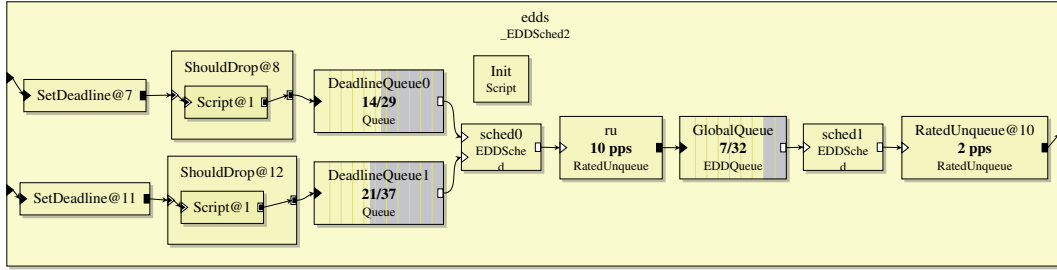 edds
_EDDSched2
ShouldDrop@8
SetDeadline@7
Script@1
DeadlineQueue0
14/29
Queue
Init
Script
sched0
EDDSche
d
ru
10 pps
RatedUnqueue
GlobalQueue
7/32
EDDQueue
sched1
EDDSche
d
RatedUnqueue@10
2 pps
RatedUnqueue
ShouldDrop@12
SetDeadline@11
Script@1
DeadlineQueue1
21/37
Queue